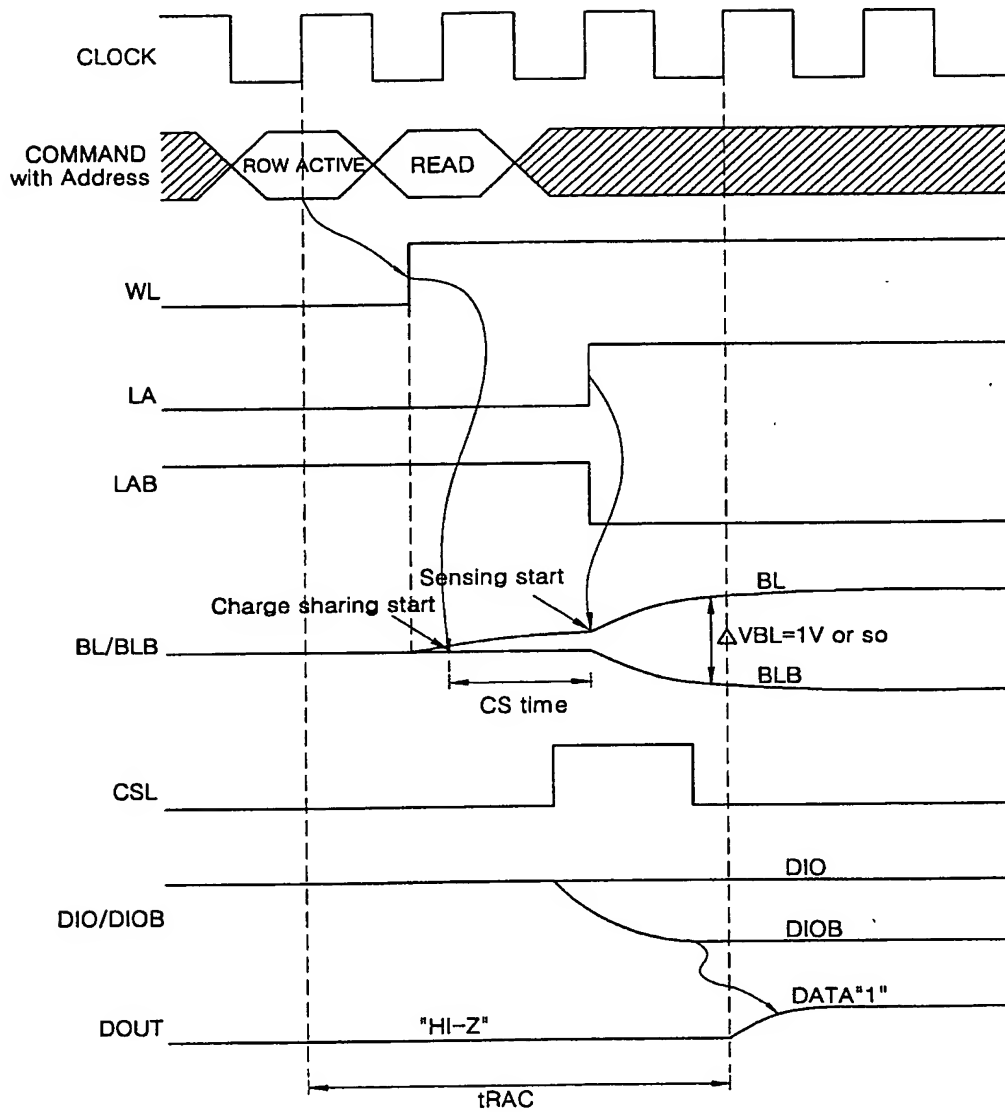 CLOCK
COMMAND
with Address
ROW ACTIVE
READ
WL
LA
LAB
Sensing start
Charge sharing start
BL
BL/BLB
△VBL=1V or so
BLB
CS time
CSL
DIO
DIO/DIOB
DIOB
DATA"1"
DOUT
"HI-Z"
tRAC